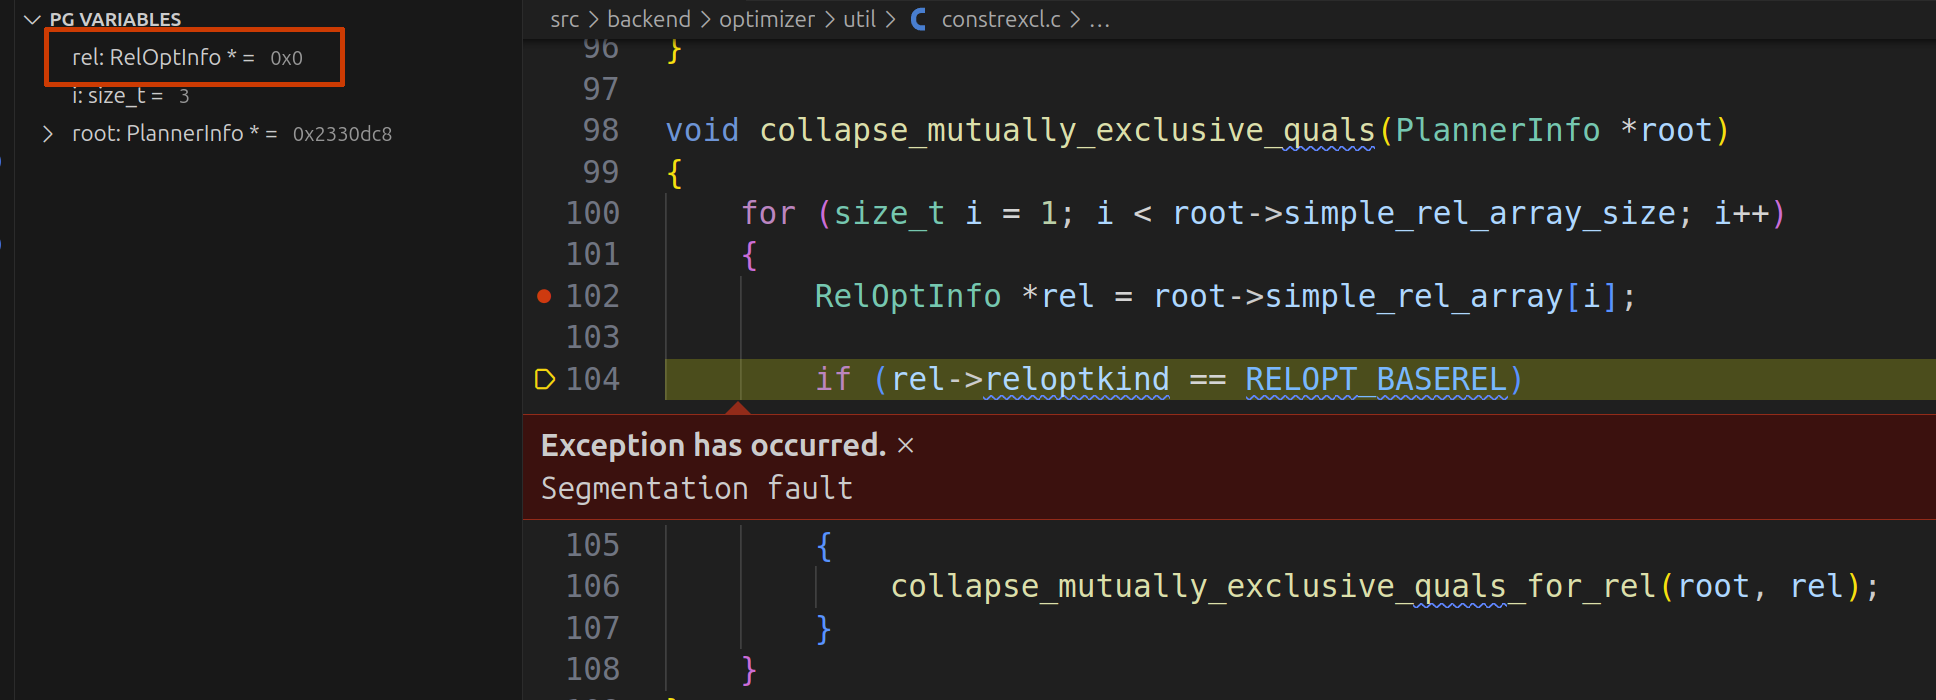 PG VARIABLES
rel: RelOptInfo * = 0x0
i: size_t = 3
root: PlannerInfo * = 0x2330dc8
src > backend > optimizer > util > C constrexcl.c > ...
96 }
97
98 void collapse_mutually_exclusive_quals(PlannerInfo *root)
99 {
100 for (size_t i = 1; i < root->simple_rel_array_size; i++)
101 {
102 RelOptInfo *rel = root->simple_rel_array[i];
103
104 if (rel->reloptkind == RELOPT_BASEREL)
Exception has occurred. ×
Segmentation fault
105 {
106 collapse_mutually_exclusive_quals_for_rel(root, rel);
107 }
108 }